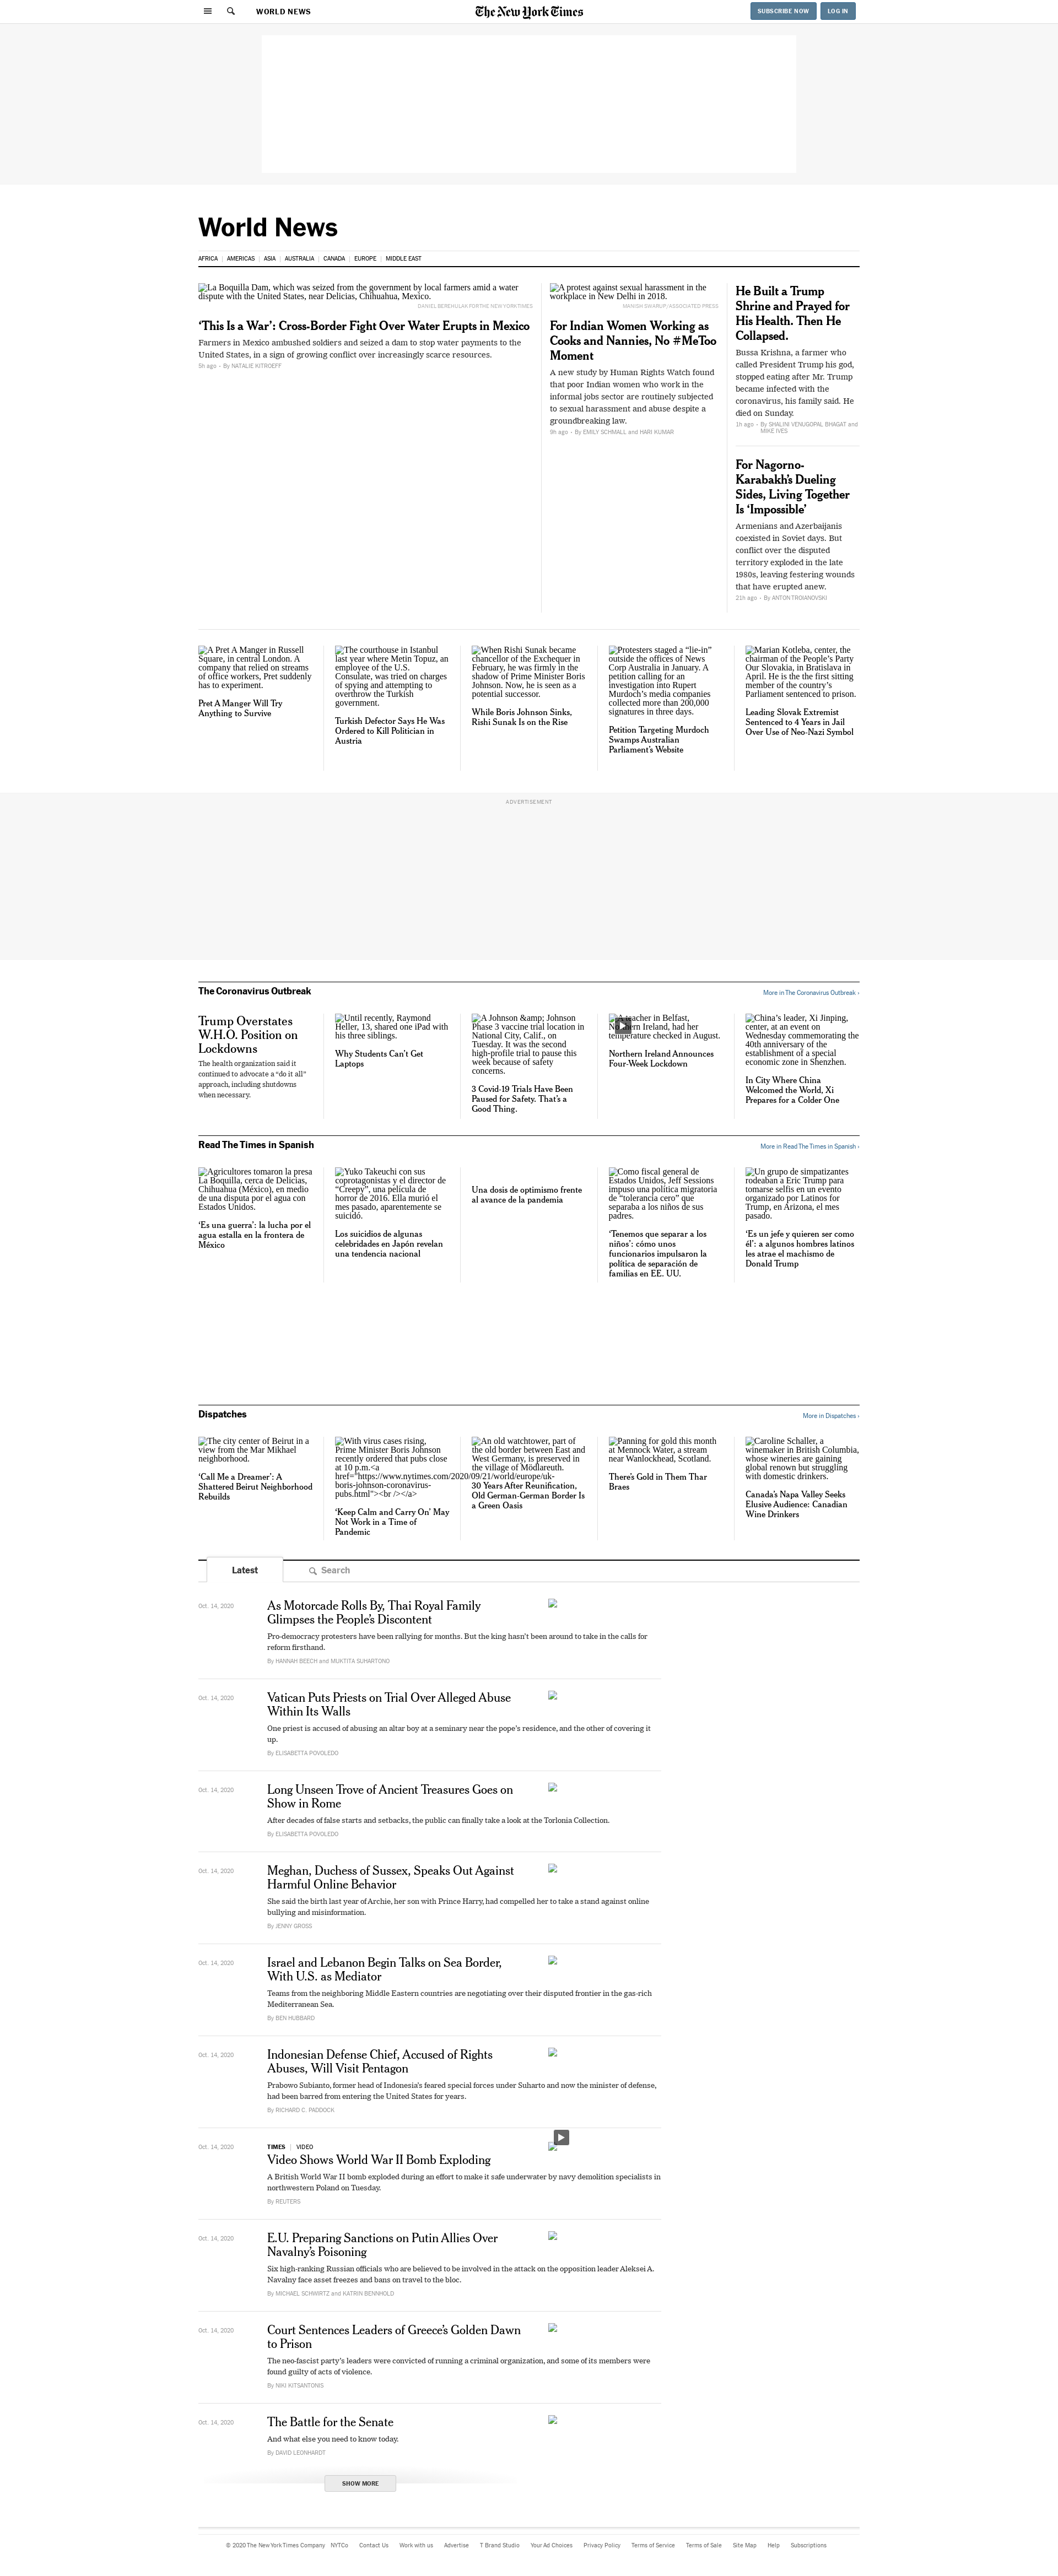 WORLD NEWS
The New York Times
SUBSCRIBE NOW
LOG IN
World News
AFRICA | AMERICAS | ASIA | AUSTRALIA | CANADA | EUROPE | MIDDLE EAST
La Boquilla Dam, which was seized from the government by local farmers amid a water
dispute with the United States, near Delicias, Chihuahua, Mexico.
DANIEL BEREHULAK FOR THE NEW YORK TIMES
‘This Is a War’: Cross-Border Fight Over Water Erupts in Mexico
Farmers in Mexico ambushed soldiers and seized a dam to stop water payments to the
United States, in a sign of growing conflict over increasingly scarce resources.
5h ago - By NATALIE KITROEFF
A protest against sexual harassment in the
workplace in New Delhi in 2018.
MANISH SWARUP/ASSOCIATED PRESS
For Indian Women Working as
Cooks and Nannies, No #MeToo
Moment
A new study by Human Rights Watch found
that poor Indian women who work in the
informal jobs sector are routinely subjected
to sexual harassment and abuse despite a
groundbreaking law.
9h ago - By EMILY SCHMALL and HARI KUMAR
He Built a Trump
Shrine and Prayed for
His Health. Then He
Collapsed.
Bussa Krishna, a farmer who
called President Trump his god,
stopped eating after Mr. Trump
became infected with the
coronavirus, his family said. He
died on Sunday.
1h ago - By SHALINI VENUGOPAL BHAGAT and
MIKE IVES
For Nagorno-
Karabakh’s Dueling
Sides, Living Together
Is ‘Impossible’
Armenians and Azerbaijanis
coexisted in Soviet days. But
conflict over the disputed
territory exploded in the late
1980s, leaving festering wounds
that have erupted anew.
21h ago - By ANTON TROIANOVSKI
A Pret A Manger in Russell
Square, in central London. A
company that relied on streams
of office workers, Pret suddenly
has to experiment.
Pret A Manger Will Try
Anything to Survive
The courthouse in Istanbul
last year where Metin Topuz, an
employee of the U.S.
Consulate, was tried on charges
of spying and attempting to
overthrow the Turkish
government.
Turkish Defector Says He Was
Ordered to Kill Politician in
Austria
When Rishi Sunak became
chancellor of the Exchequer in
February, he was firmly in the
shadow of Prime Minister Boris
Johnson. Now, he is seen as a
potential successor.
While Boris Johnson Sinks,
Rishi Sunak Is on the Rise
Protesters staged a “lie-in”
outside the offices of News
Corp Australia in January. A
petition calling for an
investigation into Rupert
Murdoch’s media companies
collected more than 200,000
signatures in three days.
Petition Targeting Murdoch
Swamps Australian
Parliament’s Website
Marian Kotleba, center, the
chairman of the People’s Party
Our Slovakia, in Bratislava in
April. He is the the first sitting
member of the country’s
Parliament sentenced to prison.
Leading Slovak Extremist
Sentenced to 4 Years in Jail
Over Use of Neo-Nazi Symbol
ADVERTISEMENT
The Coronavirus Outbreak
More in The Coronavirus Outbreak ›
Trump Overstates
W.H.O. Position on
Lockdowns
The health organization said it
continued to advocate a “do it all”
approach, including shutdowns
when necessary.
Until recently, Raymond
Heller, 13, shared one iPad with
his three siblings.
Why Students Can’t Get
Laptops
A Johnson &amp; Johnson
Phase 3 vaccine trial location in
National City, Calif., on
Tuesday. It was the second
high-profile trial to pause this
week because of safety
concerns.
3 Covid-19 Trials Have Been
Paused for Safety. That’s a
Good Thing.
teacher in Belfast,
Ireland, had her
temperature checked in August.
Northern Ireland Announces
Four-Week Lockdown
China’s leader, Xi Jinping,
center, at an event on
Wednesday commemorating the
40th anniversary of the
establishment of a special
economic zone in Shenzhen.
In City Where China
Welcomed the World, Xi
Prepares for a Colder One
Read The Times in Spanish
More in Read The Times in Spanish ›
Agricultores tomaron la presa
La Boquilla, cerca de Delicias,
Chihuahua (México), en medio
de una disputa por el agua con
Estados Unidos.
‘Es una guerra’: la lucha por el
agua estalla en la frontera de
México
Yuko Takeuchi con sus
coprotagonistas y el director de
“Creepy”, una película de
horror de 2016. Ella murió el
mes pasado, aparentemente se
suicidó.
Los suicidios de algunas
celebridades en Japón revelan
una tendencia nacional
Una dosis de optimismo frente
al avance de la pandemia
Como fiscal general de
Estados Unidos, Jeff Sessions
impuso una política migratoria
de “tolerancia cero” que
separaba a los niños de sus
padres.
‘Tenemos que separar a los
niños’: cómo unos
funcionarios impulsaron la
política de separación de
familias en EE. UU.
Un grupo de simpatizantes
rodeaban a Eric Trump para
tomarse selfis en un evento
organizado por Latinos for
Trump, en Arizona, el mes
pasado.
‘Es un jefe y quieren ser como
él’: a algunos hombres latinos
les atrae el machismo de
Donald Trump
Dispatches
More in Dispatches ›
The city center of Beirut in a
view from the Mar Mikhael
neighborhood.
‘Call Me a Dreamer’: A
Shattered Beirut Neighborhood
Rebuilds
With virus cases rising,
Prime Minister Boris Johnson
recently ordered that pubs close
at 10 p.m.<a
href="https://www.nytimes.com/2020/09/21/world/europe/uk-
boris-johnson-coronavirus-
pubs.html"><br /></a>
‘Keep Calm and Carry On’ May
Not Work in a Time of
Pandemic
An old watchtower, part of
the old border between East and
West Germany, is preserved in
the village of Mödlareuth.
30 Years After Reunification,
Old German-German Border Is
a Green Oasis
Panning for gold this month
at Mennock Water, a stream
near Wanlockhead, Scotland.
There’s Gold in Them Thar
Braes
Caroline Schaller, a
winemaker in British Columbia,
whose wineries are gaining
global renown but struggling
with domestic drinkers.
Canada’s Napa Valley Seeks
Elusive Audience: Canadian
Wine Drinkers
Latest
Search
Oct. 14, 2020
As Motorcade Rolls By, Thai Royal Family
Glimpses the People’s Discontent
Pro-democracy protesters have been rallying for months. But the king hasn’t been around to take in the calls for
reform firsthand.
By HANNAH BEECH and MUKTITA SUHARTONO
Oct. 14, 2020
Vatican Puts Priests on Trial Over Alleged Abuse
Within Its Walls
One priest is accused of abusing an altar boy at a seminary near the pope’s residence, and the other of covering it
up.
By ELISABETTA POVOLEDO
Oct. 14, 2020
Long Unseen Trove of Ancient Treasures Goes on
Show in Rome
After decades of false starts and setbacks, the public can finally take a look at the Torlonia Collection.
By ELISABETTA POVOLEDO
Oct. 14, 2020
Meghan, Duchess of Sussex, Speaks Out Against
Harmful Online Behavior
She said the birth last year of Archie, her son with Prince Harry, had compelled her to take a stand against online
bullying and misinformation.
By JENNY GROSS
Oct. 14, 2020
Israel and Lebanon Begin Talks on Sea Border,
With U.S. as Mediator
Teams from the neighboring Middle Eastern countries are negotiating over their disputed frontier in the gas-rich
Mediterranean Sea.
By BEN HUBBARD
Oct. 14, 2020
Indonesian Defense Chief, Accused of Rights
Abuses, Will Visit Pentagon
Prabowo Subianto, former head of Indonesia’s feared special forces under Suharto and now the minister of defense,
had been barred from entering the United States for years.
By RICHARD C. PADDOCK
Oct. 14, 2020
TIMES | VIDEO
Video Shows World War II Bomb Exploding
A British World War II bomb exploded during an effort to make it safe underwater by navy demolition specialists in
northwestern Poland on Tuesday.
By REUTERS
Oct. 14, 2020
E.U. Preparing Sanctions on Putin Allies Over
Navalny’s Poisoning
Six high-ranking Russian officials who are believed to be involved in the attack on the opposition leader Aleksei A.
Navalny face asset freezes and bans on travel to the bloc.
By MICHAEL SCHWIRTZ and KATRIN BENNHOLD
Oct. 14, 2020
Court Sentences Leaders of Greece’s Golden Dawn
to Prison
The neo-fascist party’s leaders were convicted of running a criminal organization, and some of its members were
found guilty of acts of violence.
By NIKI KITSANTONIS
Oct. 14, 2020
The Battle for the Senate
And what else you need to know today.
By DAVID LEONHARDT
SHOW MORE
© 2020 The New York Times Company NYTCo Contact Us Work with us Advertise T Brand Studio Your Ad Choices Privacy Policy Terms of Service Terms of Sale Site Map Help Subscriptions